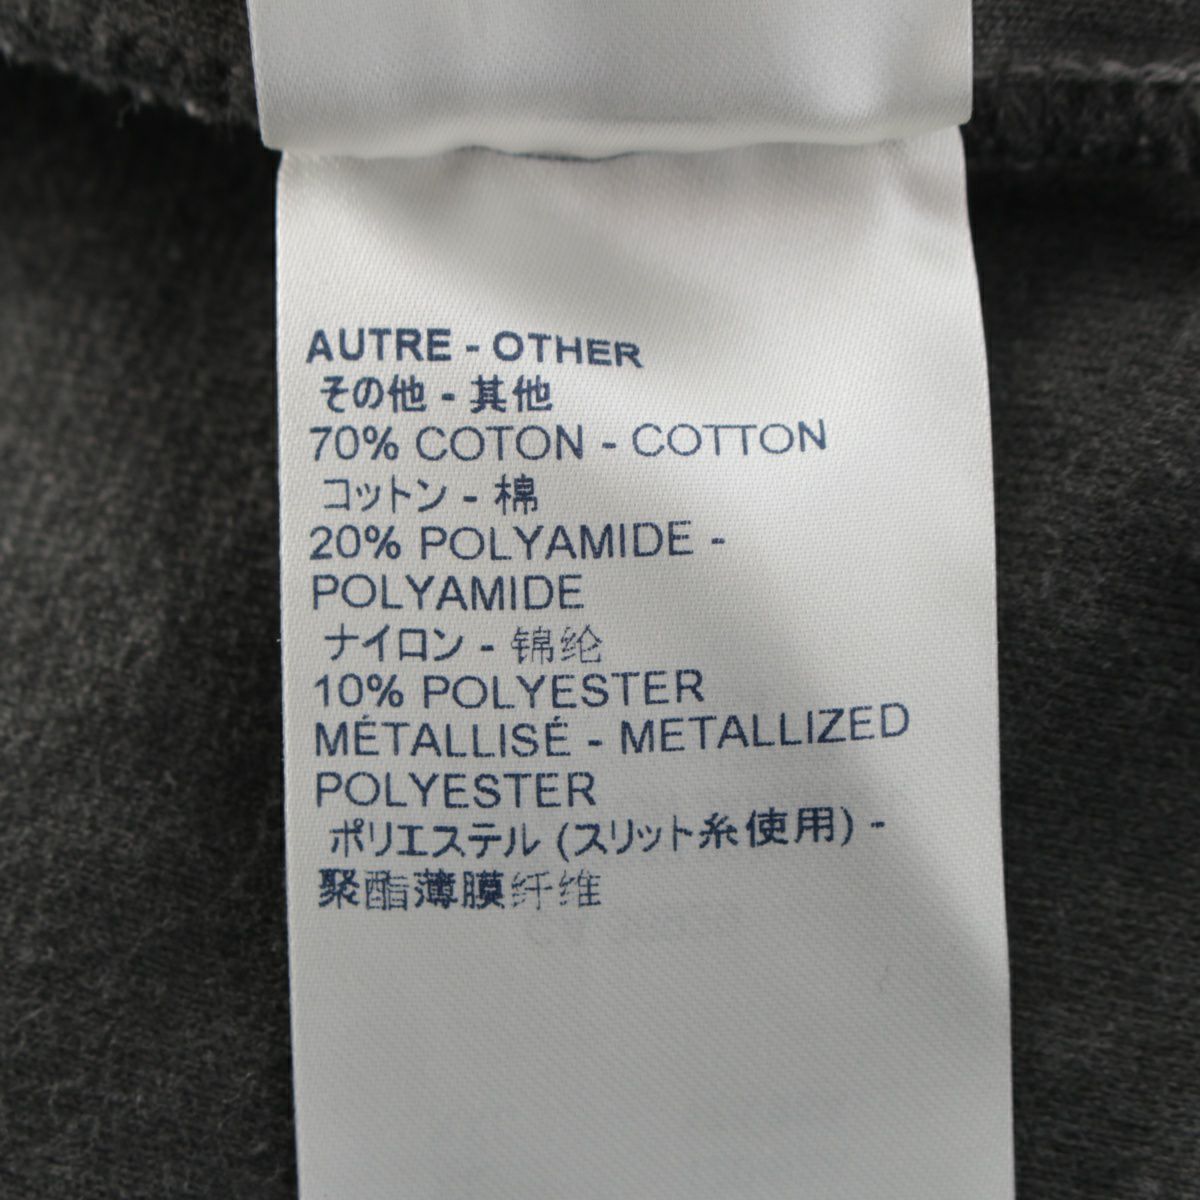 AUTRE - OTHER
その他 - 其他
70% COTON - COTTON
コットン - 棉
20% POLYAMIDE -
POLYAMIDE
ナイロン - 锦纶
10% POLYESTER
MÉTALLISÉ - METALLIZED
POLYESTER
ポリエステル (スリット糸使用) -
聚酯薄膜纤维